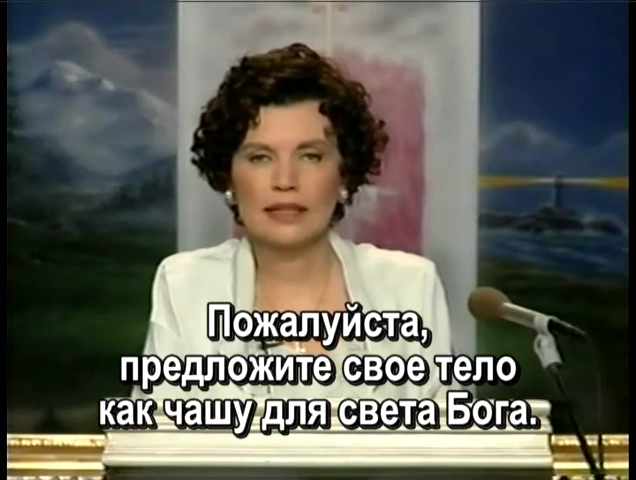 Пожалуйста,
предложите свое тело
как чашу для света Бога.